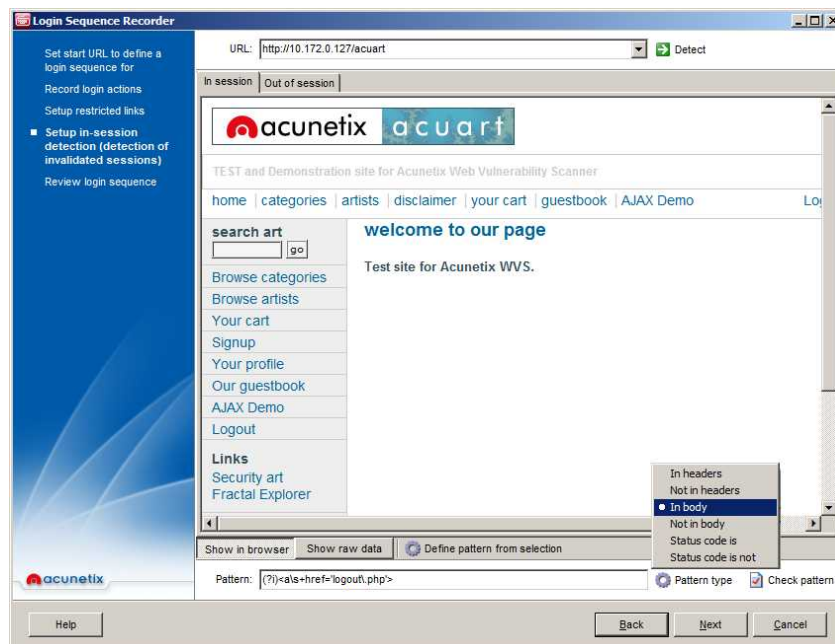 Login Sequence Recorder
Set start URL to define a
login sequence for
Record login actions
Setup restricted links
Setup in-session
detection (detection of
invalidated sessions)
Review login sequence
acunetix
URL: http://10.172.0.127/acuart Detect
In session Out of session
acunetix acuart
TEST and Demonstration site for Acunetix Web Vulnerability Scanner
home | categories | artists | disclaimer | your cart | guestbook | AJAX Demo
search art
go
Browse categories
Browse artists
Your cart
Signup
Your profile
Our guestbook
AJAX Demo
Logout
Links
Security art
Fractal Explorer
welcome to our page
Test site for Acunetix WVS.
In headers
Not in headers
In body
Not in body
Status code is
Status code is not
Show in browser Show raw data Define pattern from selection
Pattern: (?i)<a\s+href='logout\.php'> Pattern type Check pattern
Help Back Next Cancel